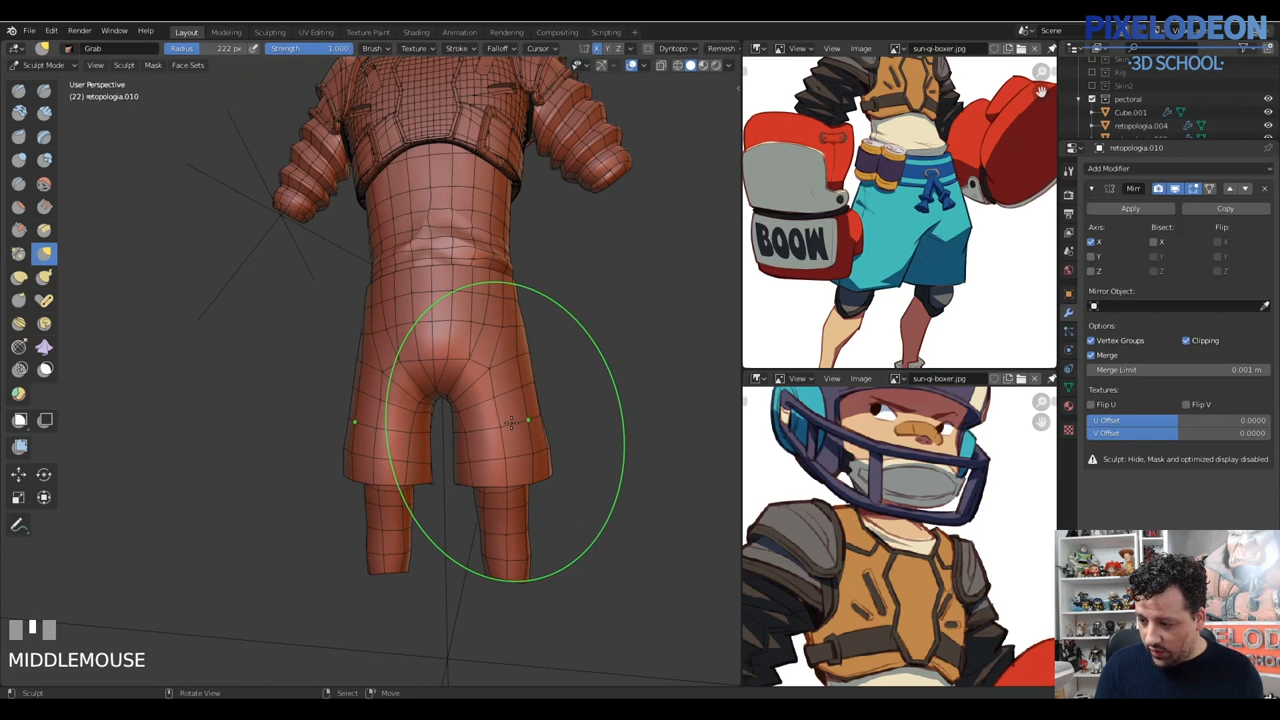 File Edit Render Window Help Layout Modeling Sculpting UV Editing Texture Paint Shading Animation Rendering Compositing Scripting
PIXELODEON
·3D SCHOOL·
Scene
Grab Radius 222 px Strength 1.000 Brush Texture Stroke Falloff Cursor X Y Z Dyntopo Remesh
View Image sun-qi-boxer.jpg
Sculpt Mode View Sculpt Mask Face Sets
User Perspective
(22) retopologia.010
Rig
Skin2
pectoral
Cube.001
retopologia.004
retopologia.010
Add Modifier
Mirr
Apply Copy
Axis: Bisect: Flip:
X X X
Y Y Y
Z Z Z
Mirror Object:
Options:
Vertex Groups Clipping
Merge
Merge Limit 0.001 m
Textures:
Flip U Flip V
U Offset 0.0000
V Offset 0.0000
Sculpt: Hide, Mask and optimized display disabled
BOOW
View Image sun-qi-boxer.jpg
MIDDLEMOUSE
Sculpt Rotate View Select Move